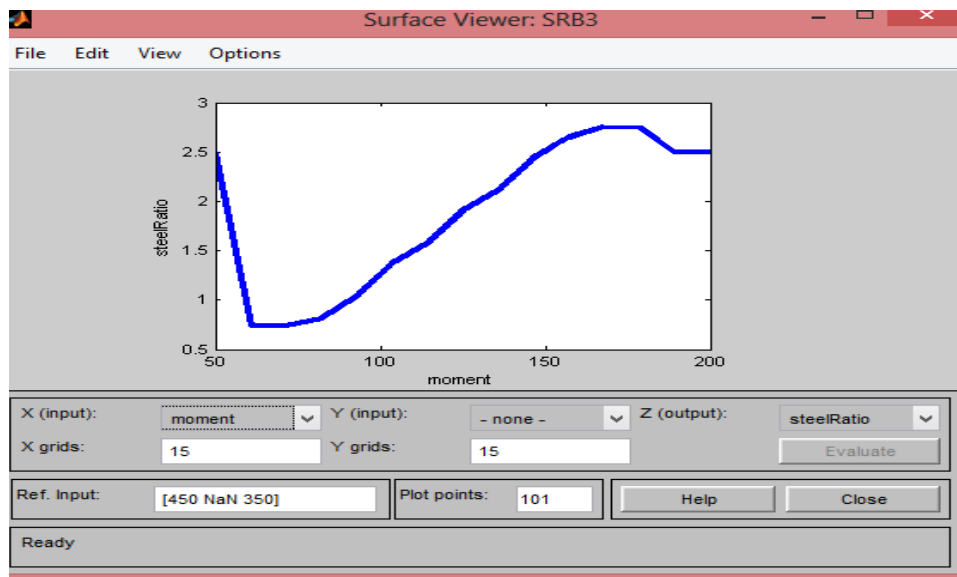 Surface Viewer: SRB3
File Edit View Options
3
2.5
2
1.5
1
0.5
steelRatio
50 100 150 200
moment
X (input): moment Y (input): - none - Z (output): steelRatio
X grids: 15 Y grids: 15 Evaluate
Ref. Input: [450 NaN 350] Plot points: 101 Help Close
Ready